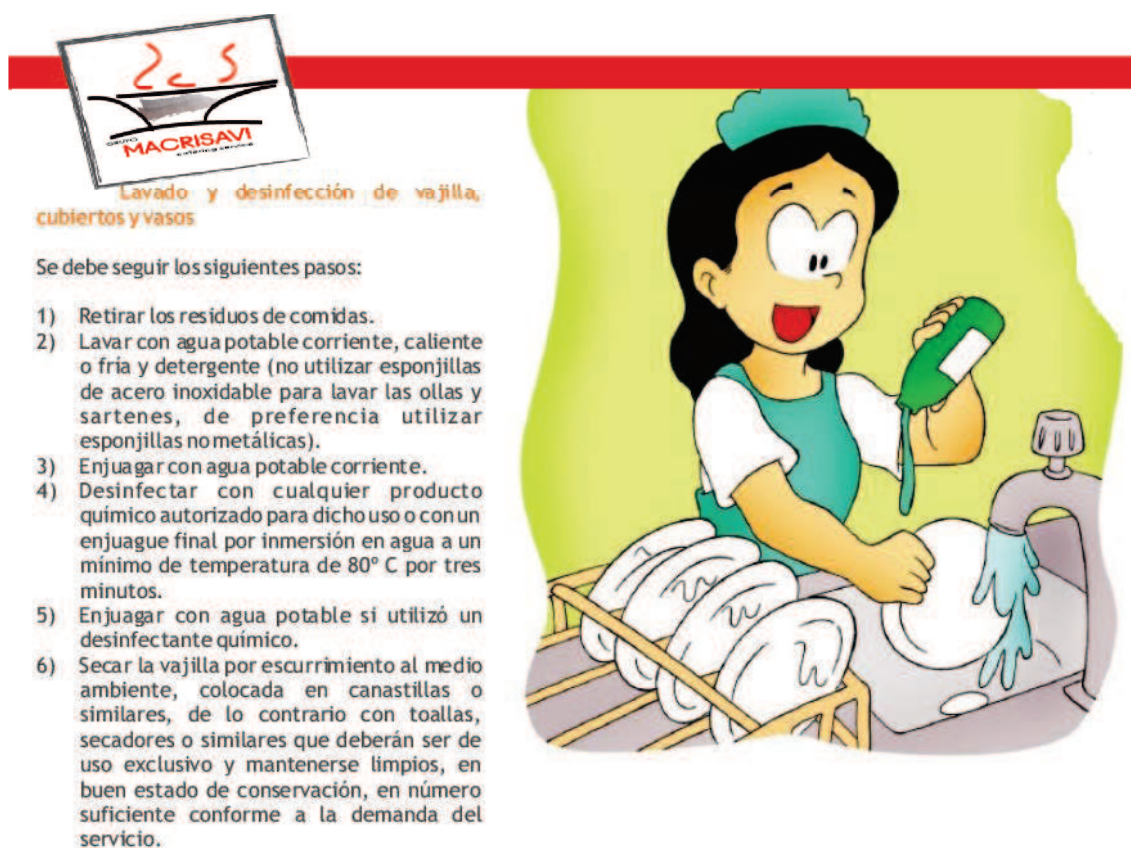 GRUPO
MACRISAVI
catering service
Lavado y desinfección de vajilla,
cubiertos y vasos
Se debe seguir los siguientes pasos:
1) Retirar los residuos de comidas.
2) Lavar con agua potable corriente, caliente
o fría y detergente (no utilizar esponjillas
de acero inoxidable para lavar las ollas y
sartenes, de preferencia utilizar
esponjillas no metálicas).
3) Enjuagar con agua potable corriente.
4) Desinfectar con cualquier producto
químico autorizado para dicho uso o con un
enjuague final por inmersión en agua a un
mínimo de temperatura de 80º C por tres
minutos.
5) Enjuagar con agua potable si utilizó un
desinfectante químico.
6) Secar la vajilla por escurrimiento al medio
ambiente, colocada en canastillas o
similares, de lo contrario con toallas,
secadores o similares que deberán ser de
uso exclusivo y mantenerse limpios, en
buen estado de conservación, en número
suficiente conforme a la demanda del
servicio.